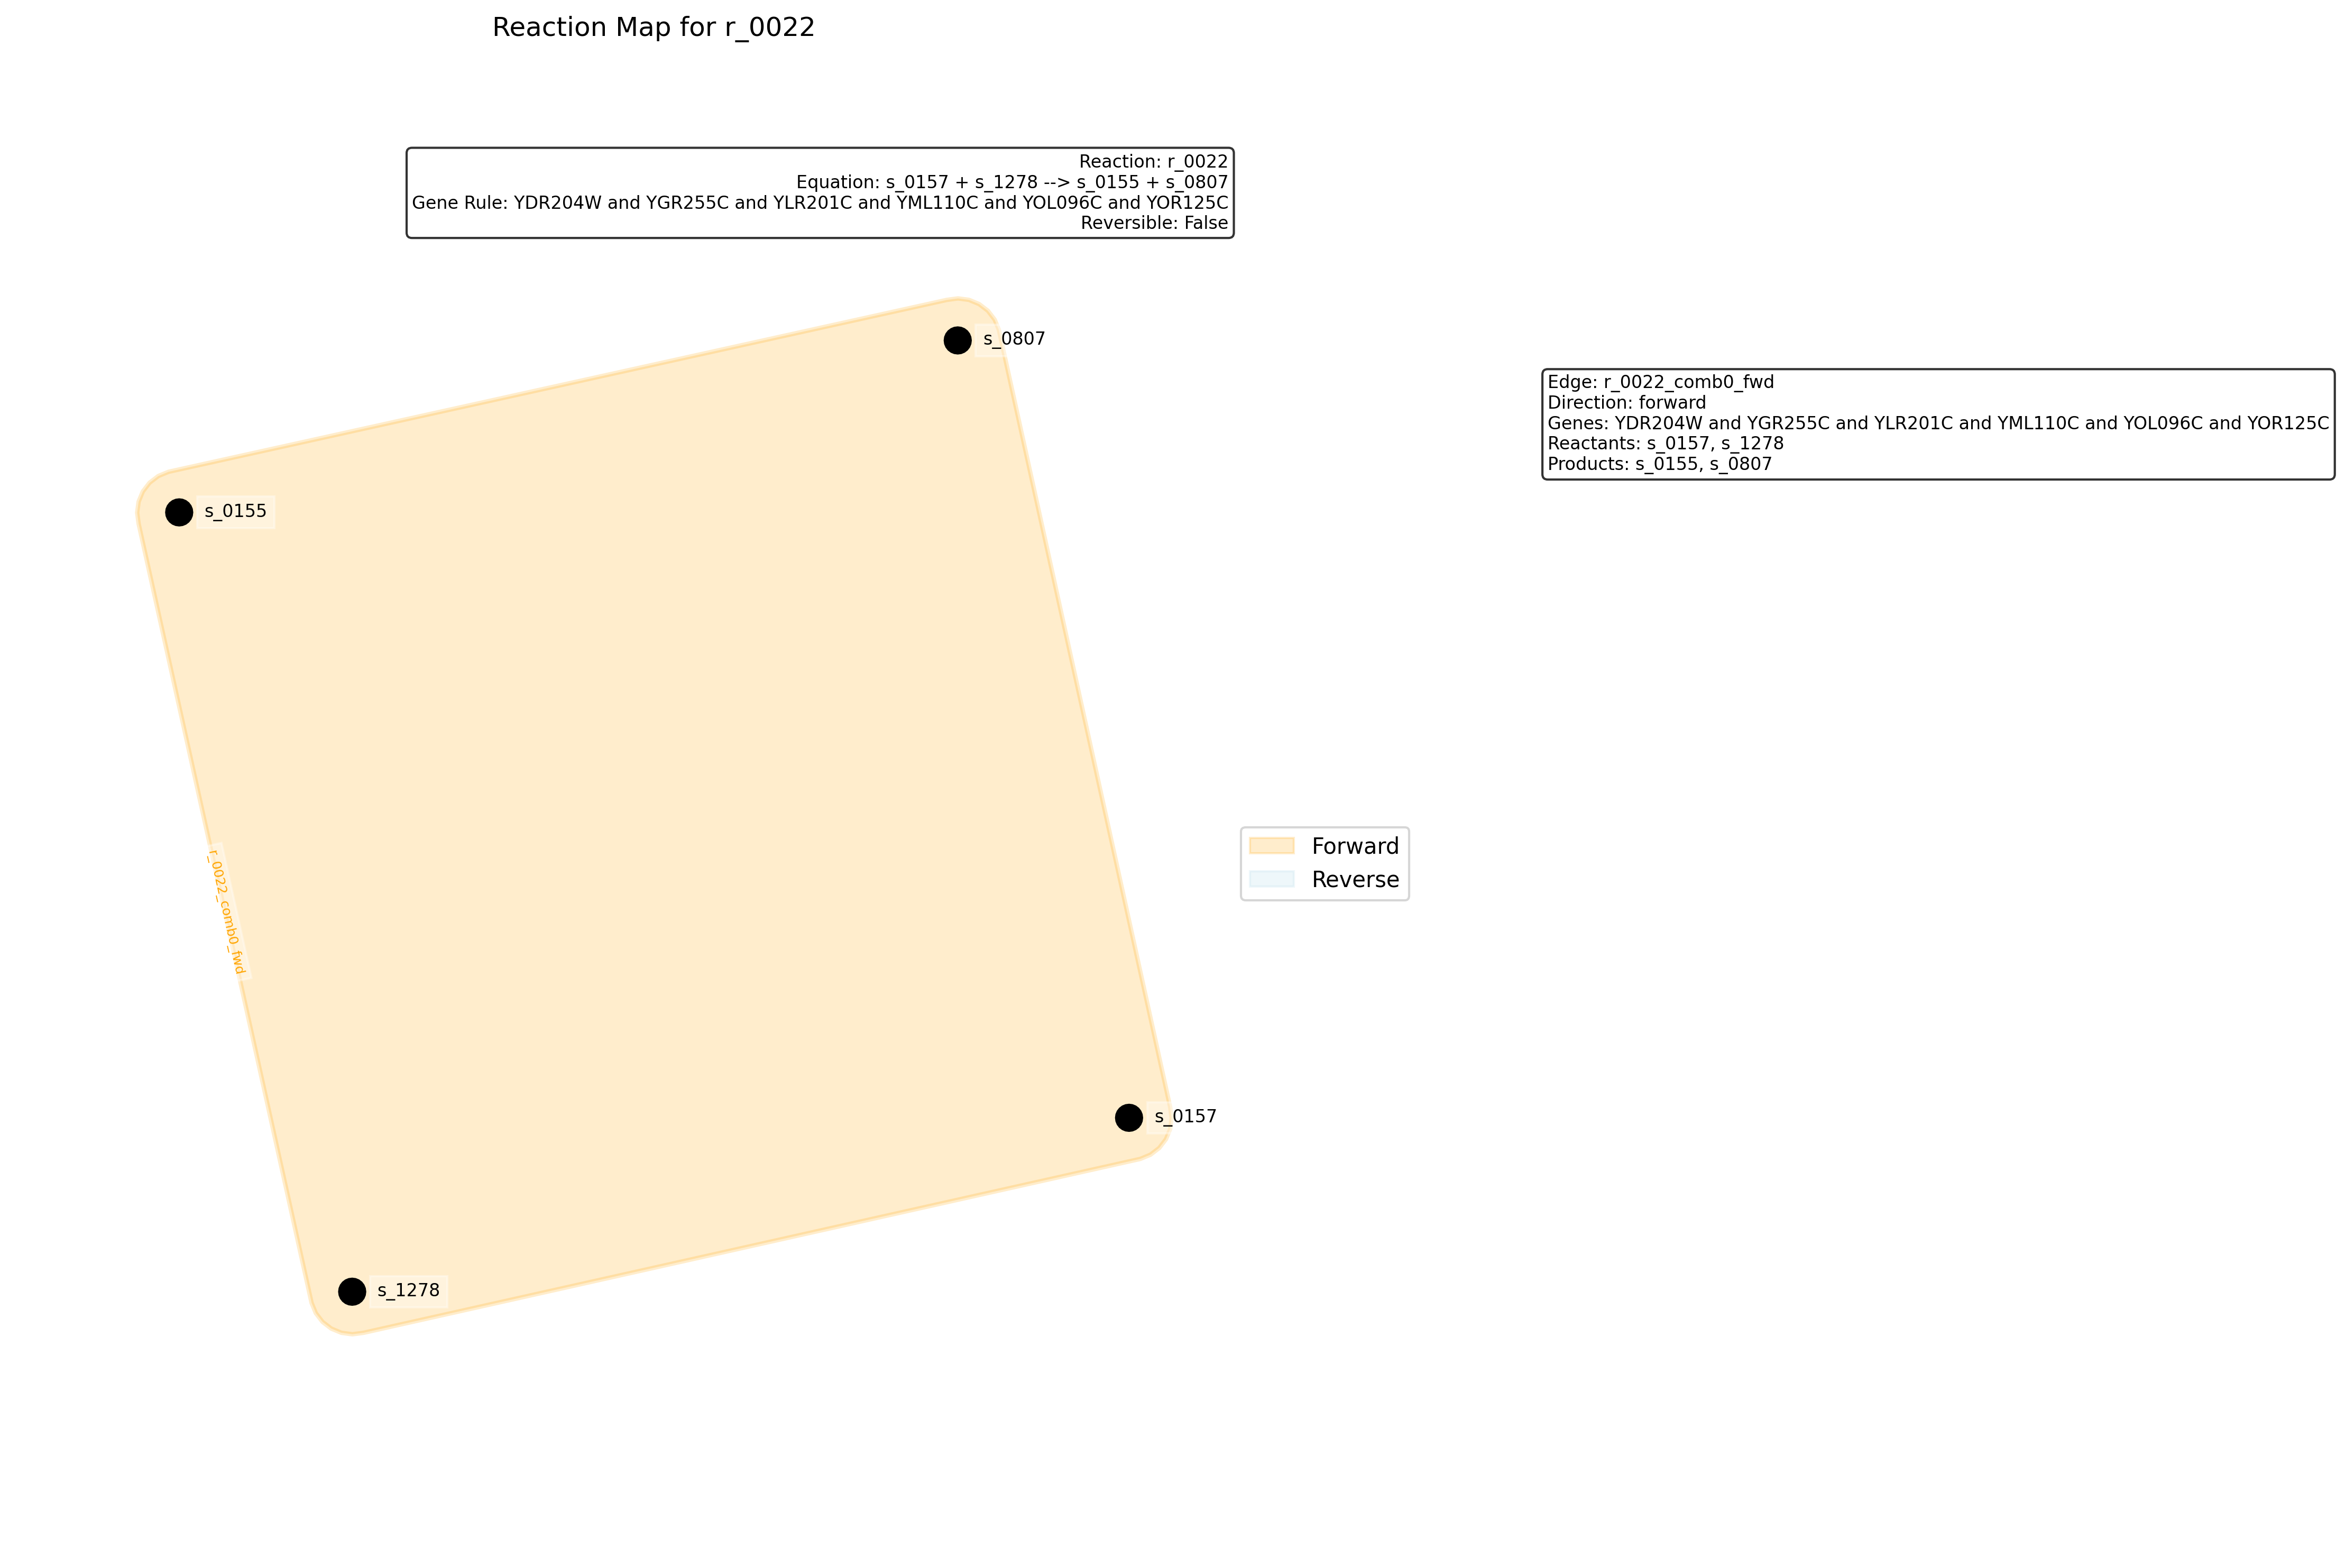 Reaction Map for r_0022
Reaction: r_0022
Equation: s_0157 + s_1278 --> s_0155 + s_0807
Gene Rule: YDR204W and YGR255C and YLR201C and YML110C and YOL096C and YOR125C
Reversible: False
s_0807
Edge: r_0022_comb0_fwd
Direction: forward
Genes: YDR204W and YGR255C and YLR201C and YML110C and YOL096C and YOR125C
Reactants: s_0157, s_1278
Products: s_0155, s_0807
s_0155
r_0022_comb0_fwd
Forward
Reverse
s_0157
s_1278